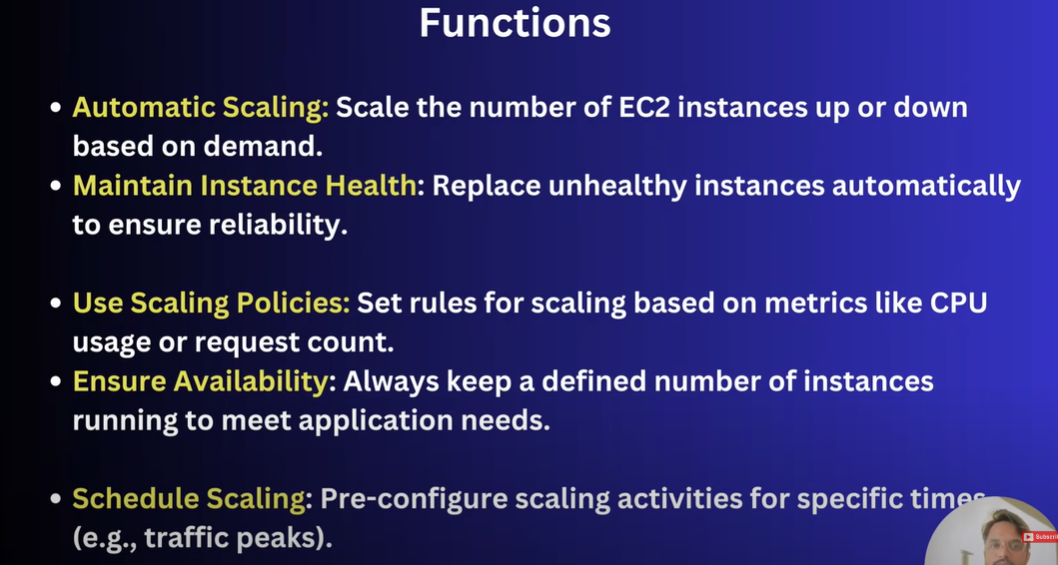 Functions
• Automatic Scaling: Scale the number of EC2 instances up or down
based on demand.
• Maintain Instance Health: Replace unhealthy instances automatically
to ensure reliability.
• Use Scaling Policies: Set rules for scaling based on metrics like CPU
usage or request count.
• Ensure Availability: Always keep a defined number of instances
running to meet application needs.
• Schedule Scaling: Pre-configure scaling activities for specific times
(e.g., traffic peaks).
Subscri